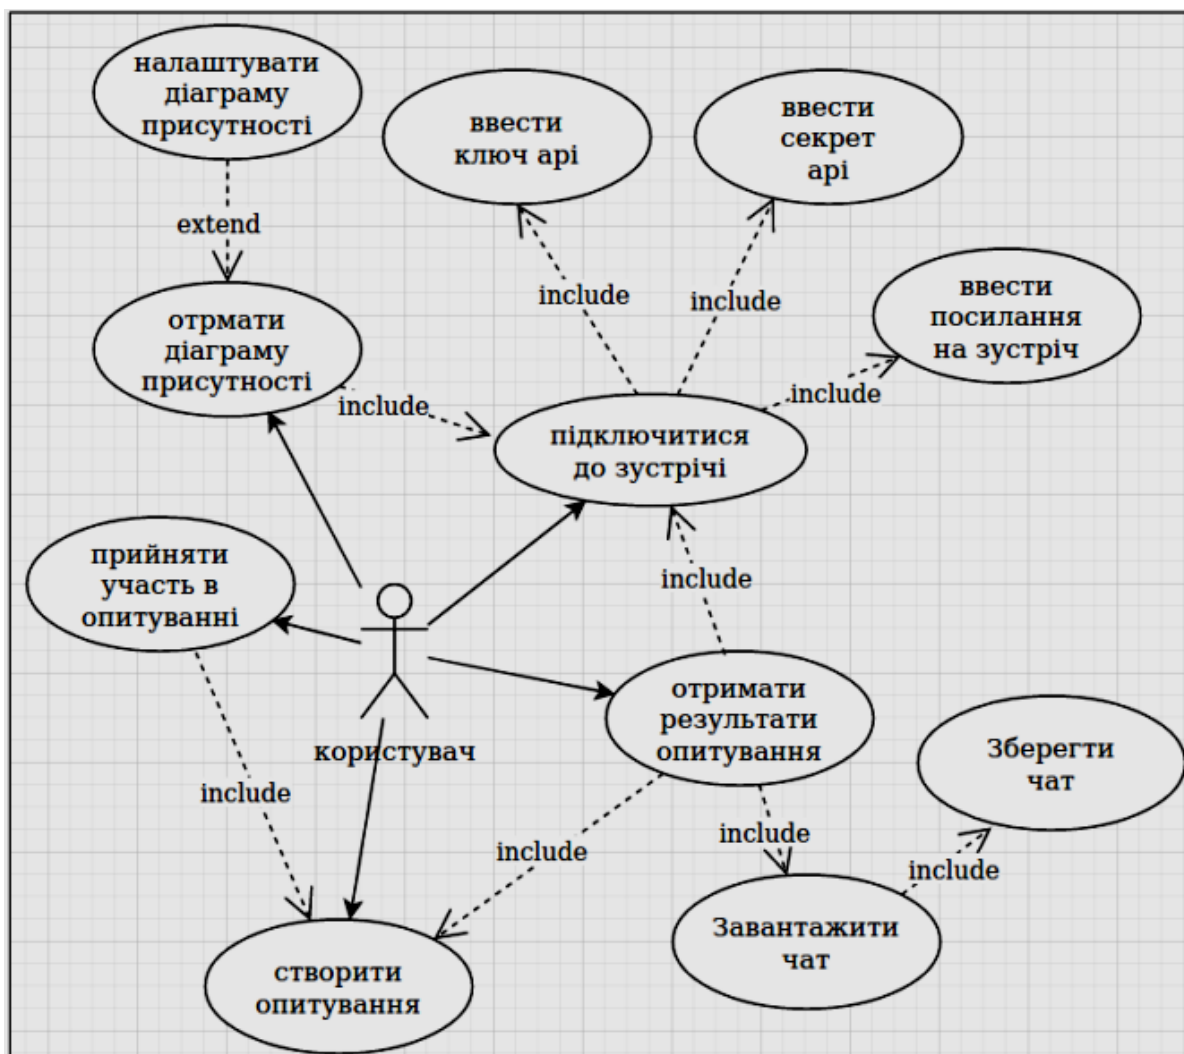 налаштувати
діаграму
присутності
ввести
ключ арі
ввести
секрет
арі
extend
include
include
ввести
посилання
на зустріч
отрмати
діаграму
присутності
include
include
підключитися
до зустрічі
прийняти
участь в
опитуванні
include
отримати
результати
опитування
користувач
Зберегти
чат
include
include
include
include
Завантажити
чат
створити
опитування